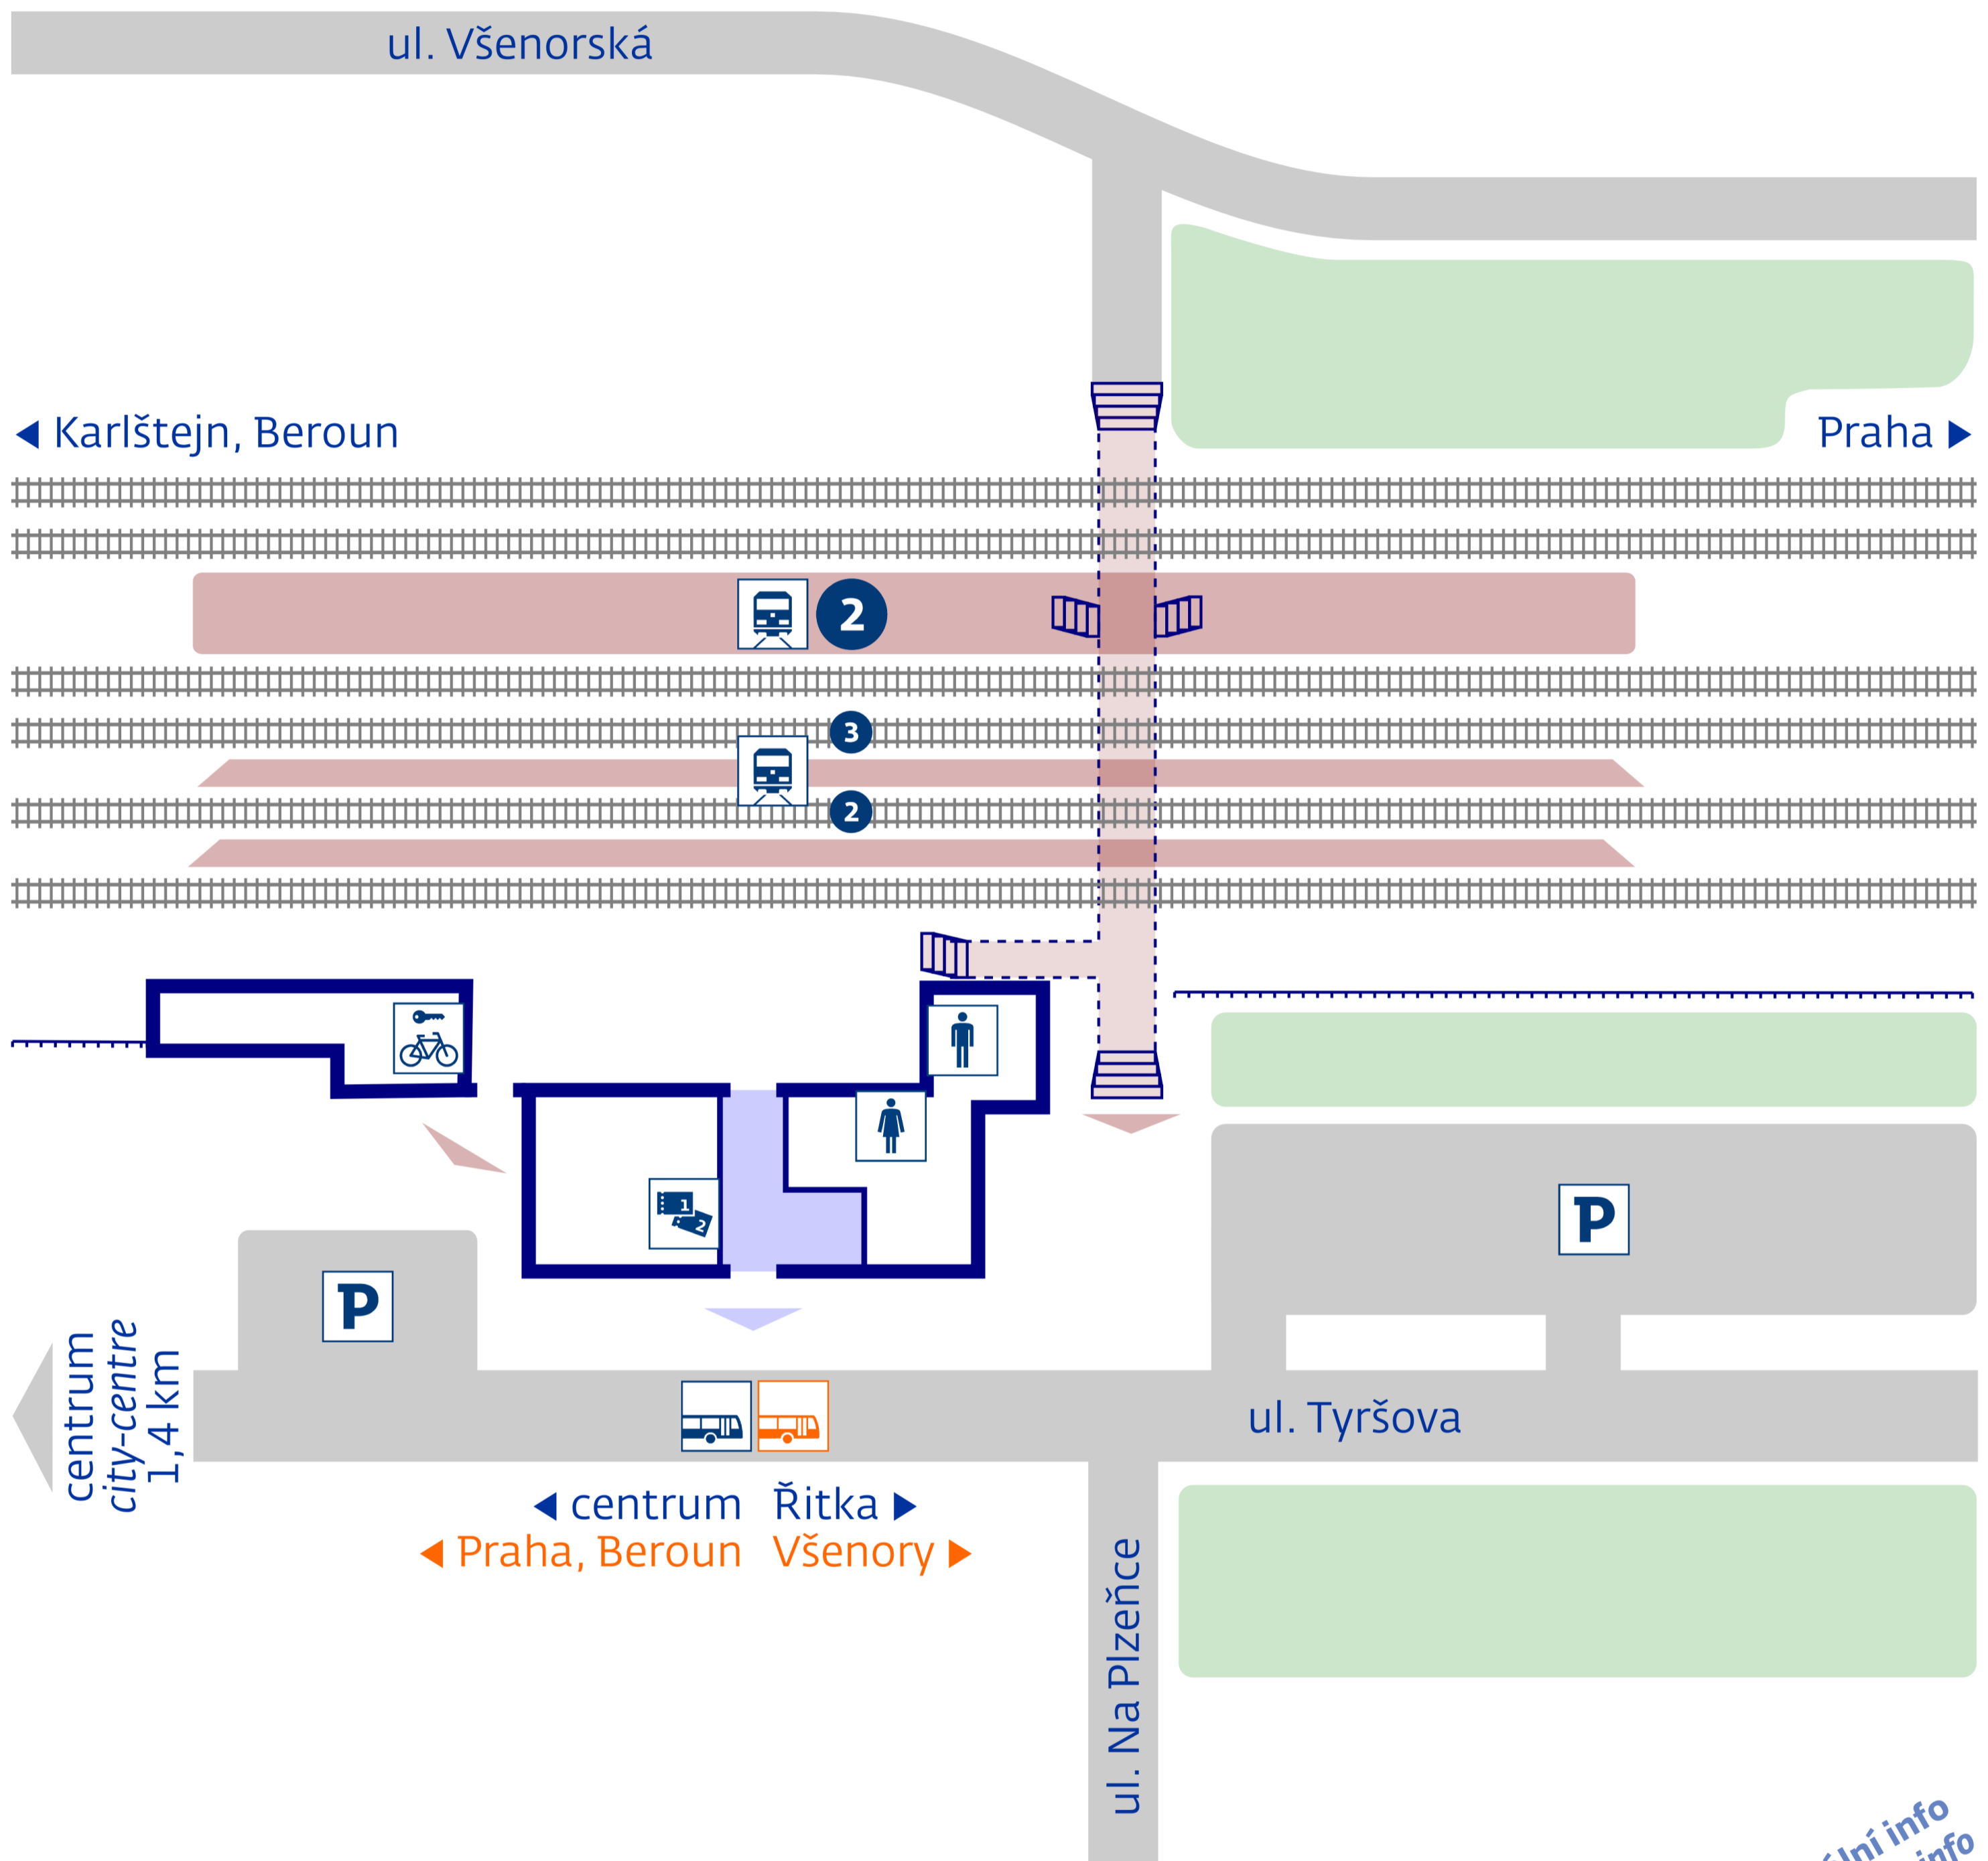 ul. Všenorská
Karlštejn, Beroun
Praha
2
3
2
1
2
P
P
centrum
city-centre
1,4 km
ul. Tyršova
centrum Řitka
Praha, Beroun Všenory
ul. Na Plzeňce
info